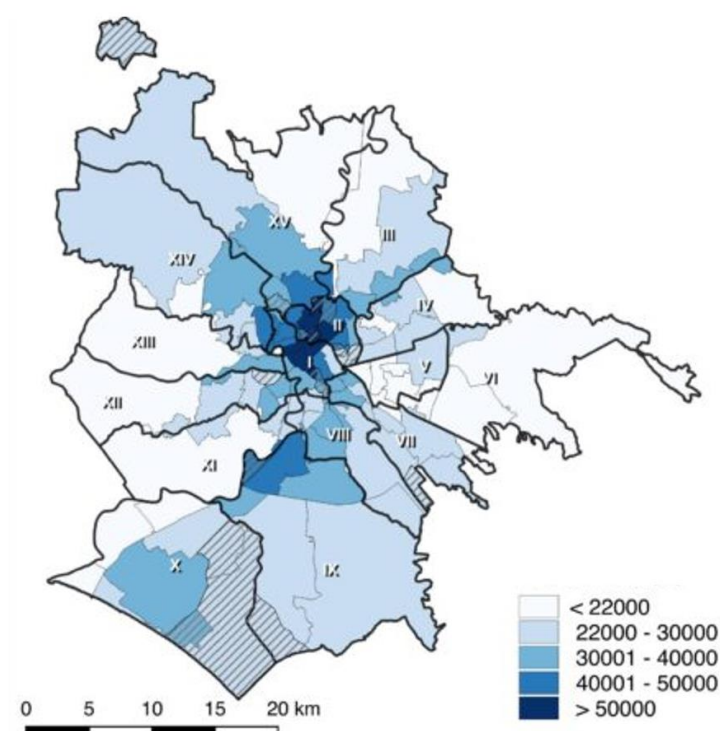 XV
III
XIV
IV
II
XIII
I
V
VI
XII
VIII
VII
XI
X
IX
< 22000
22000 - 30000
30001 - 40000
40001 - 50000
> 50000
0 5 10 15 20 km